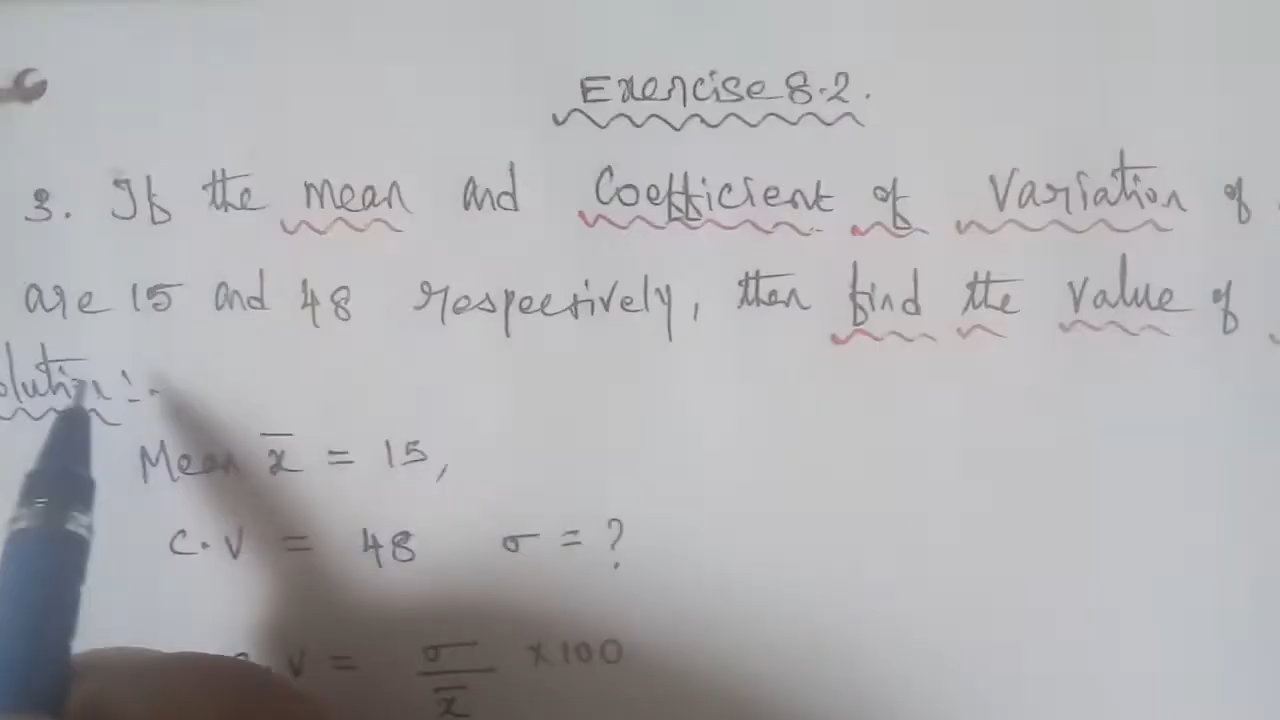 Exercise 8.2.
3. If the mean and Coefficient of Variation of
are 15 and 48 respectively, then find the value of
olution :-
Mean x̄ = 15,
C.V = 48 σ = ?
.V = σ/x̄ ×100